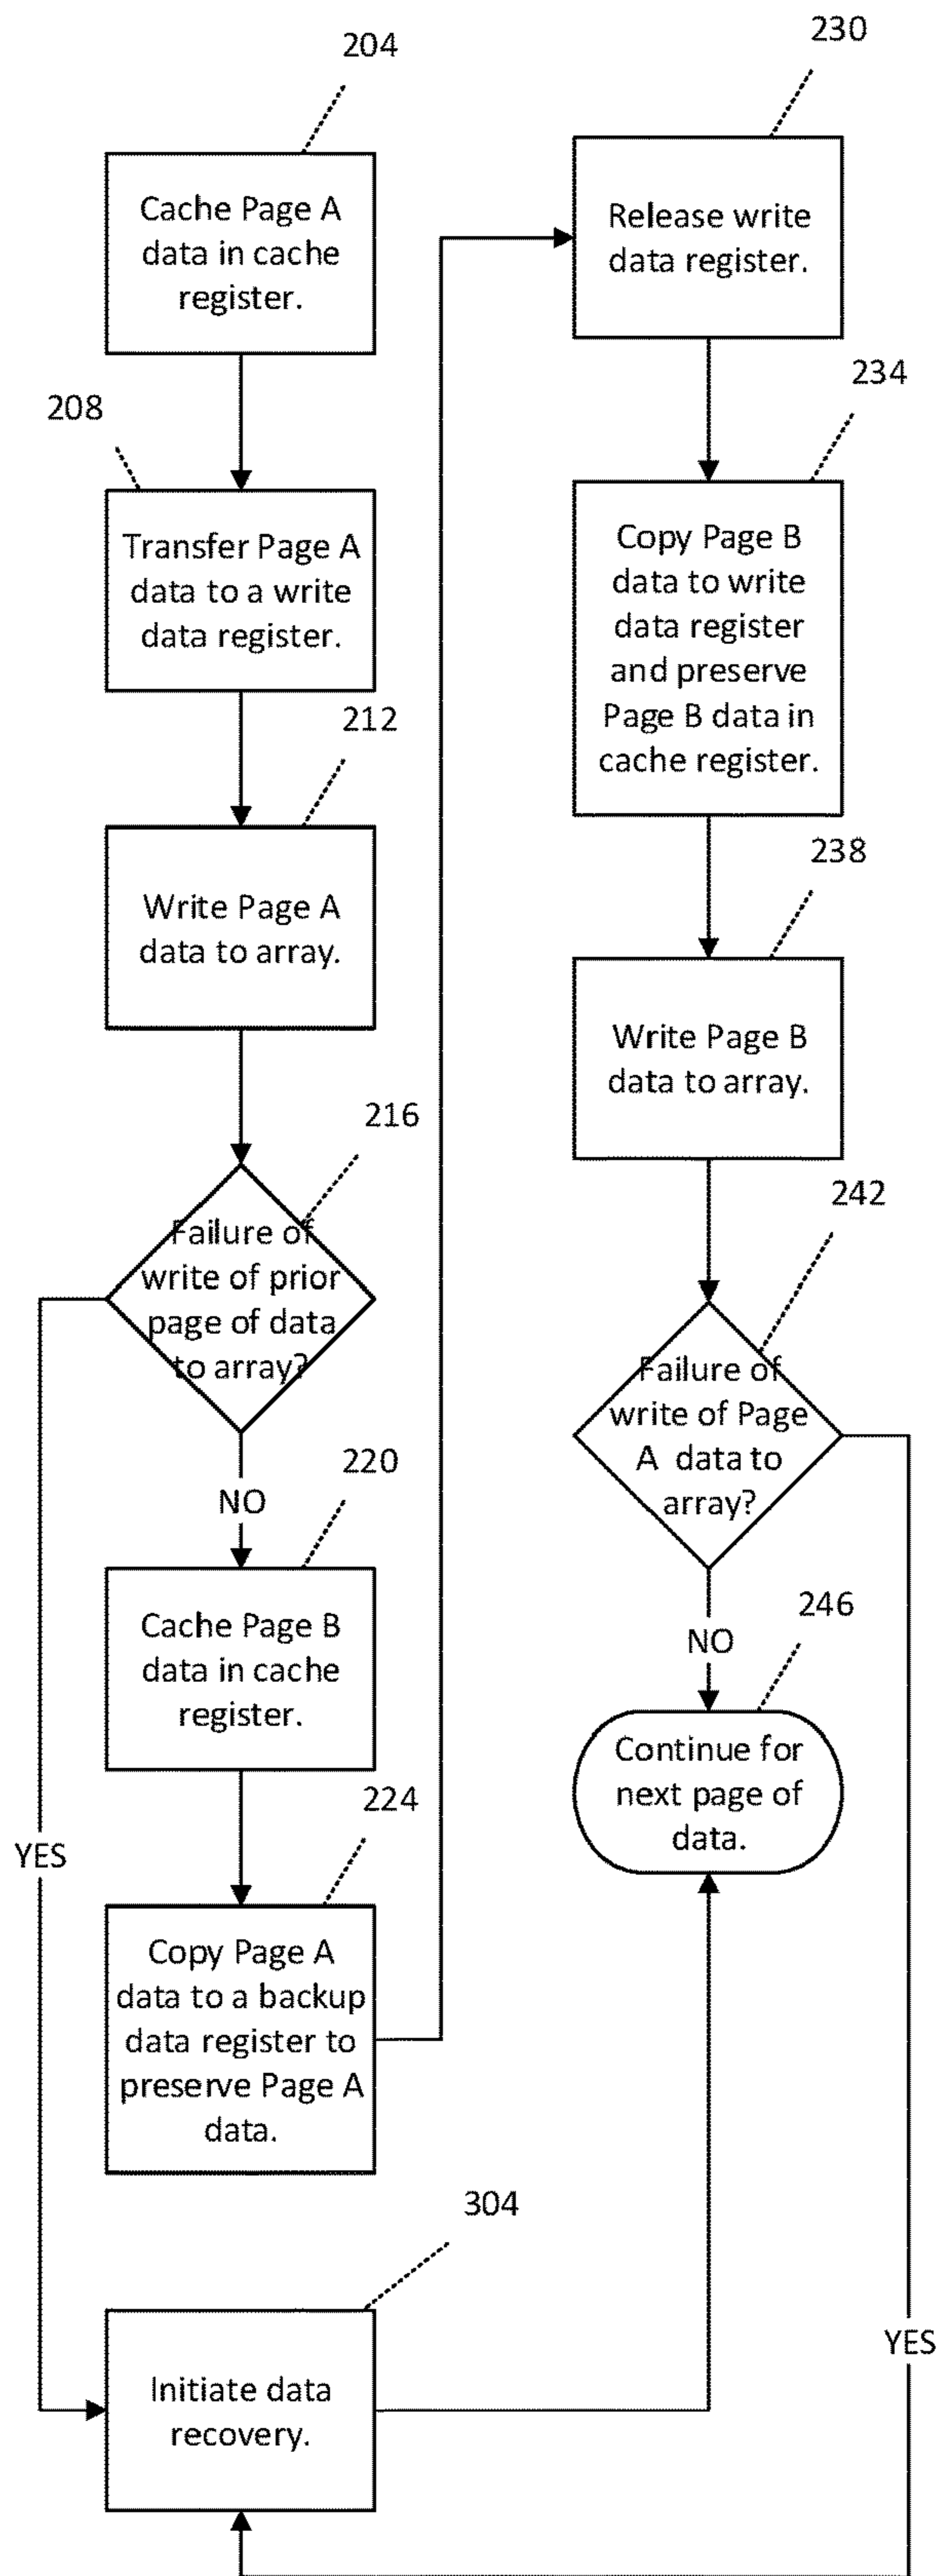 204
Cache Page A
data in cache
register.
208
Transfer Page A
data to a write
data register.
212
Write Page A
data to array.
216
Failure of
write of prior
page of data
to array?
NO
220
Cache Page B
data in cache
register.
YES
224
Copy Page A
data to a backup
data register to
preserve Page A
data.
304
Initiate data
recovery.
230
Release write
data register.
234
Copy Page B
data to write
data register
and preserve
Page B data in
cache register.
238
Write Page B
data to array.
242
Failure of
write of Page
A data to
array?
NO
246
Continue for
next page of
data.
YES